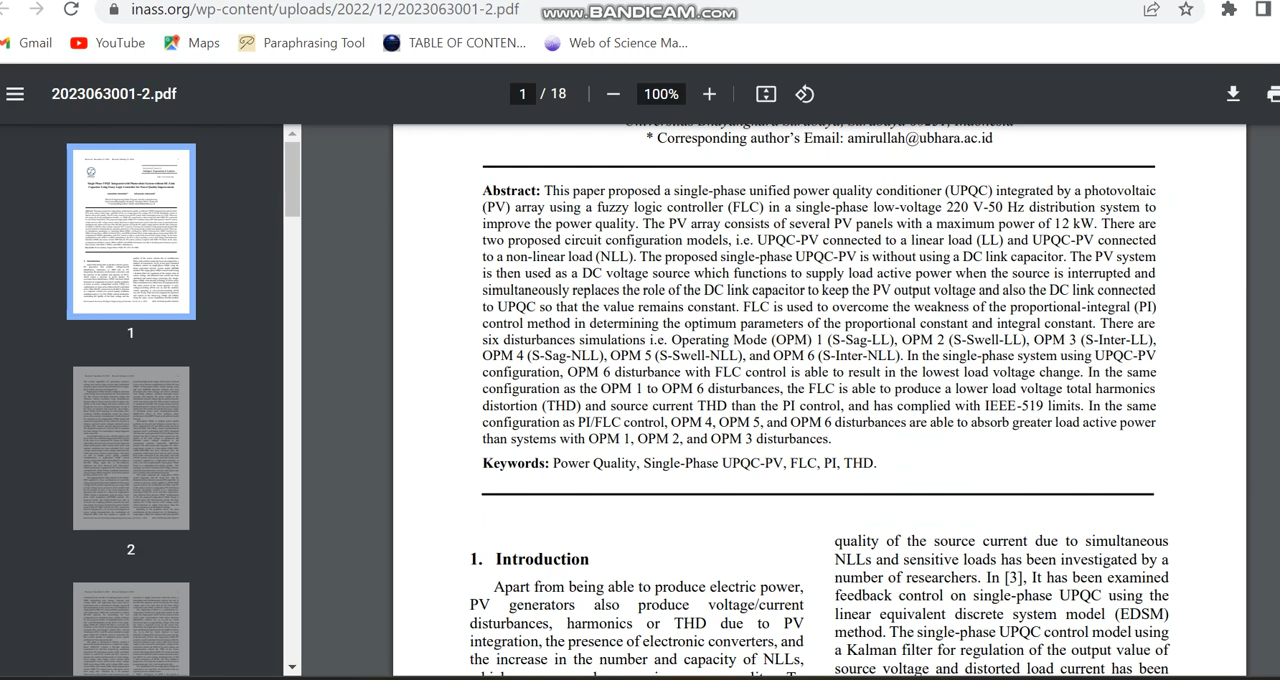 inass.org/wp-content/uploads/2022/12/2023063001-2.pdf
www.BANDICAM.com
Gmail YouTube Maps Paraphrasing Tool TABLE OF CONTEN... Web of Science Ma...
2023063001-2.pdf
1 / 18 100%
Universitas Bhayangkara Surabaya, Surabaya 60231, Indonesia
* Corresponding author's Email: amirullah@ubhara.ac.id
Abstract: This paper proposed a single-phase unified power quality conditioner (UPQC) integrated by a photovoltaic
(PV) array using a fuzzy logic controller (FLC) in a single-phase low-voltage 220 V-50 Hz distribution system to
improve power quality. The PV array consists of several PV panels with a maximum power of 12 kW. There are
two proposed circuit configuration models, i.e. UPQC-PV connected to a linear load (LL) and UPQC-PV connected
to a non-linear load (NLL). The proposed single-phase UPQC-PV is without using a DC link capacitor. The PV system
is then used as a DC voltage source which functions to supply load active power when the source is interrupted and
simultaneously replaces the role of the DC link capacitor to keep the PV output voltage and also the DC link connected
to UPQC so that the value remains constant. FLC is used to overcome the weakness of the proportional-integral (PI)
control method in determining the optimum parameters of the proportional constant and integral constant. There are
six disturbances simulations i.e. Operating Mode (OPM) 1 (S-Sag-LL), OPM 2 (S-Swell-LL), OPM 3 (S-Inter-LL),
OPM 4 (S-Sag-NLL), OPM 5 (S-Swell-NLL), and OPM 6 (S-Inter-NLL). In the single-phase system using UPQC-PV
configuration, OPM 6 disturbance with FLC control is able to result in the lowest load voltage change. In the same
configuration as the OPM 1 to OPM 6 disturbances, the FLC is able to produce a lower load voltage total harmonics
distortion (THD) and source current THD than the PI control, and has complied with IEEE-519 limits. In the same
configuration and PI/FLC control, OPM 4, OPM 5, and OPM 6 disturbances are able to absorb greater load active power
than systems with OPM 1, OPM 2, and OPM 3 disturbances.
Keywords: Power Quality, Single-Phase UPQC-PV, FLC, PI, THD.
1. Introduction
Apart from being able to produce electric power,
PV generators also produce voltage/current
disturbances, harmonics or THD due to PV
integration, the presence of electronic converters, and
the increase in the number and capacity of NLLs,
quality of the source current due to simultaneous
NLLs and sensitive loads has been investigated by a
number of researchers. In [3], It has been examined
feedback control on single-phase UPQC using the
linear equivalent discrete system model (EDSM)
method. The single-phase UPQC control model using
a Kalman filter for regulation of the output value of
source voltage and distorted load current has been
1
2